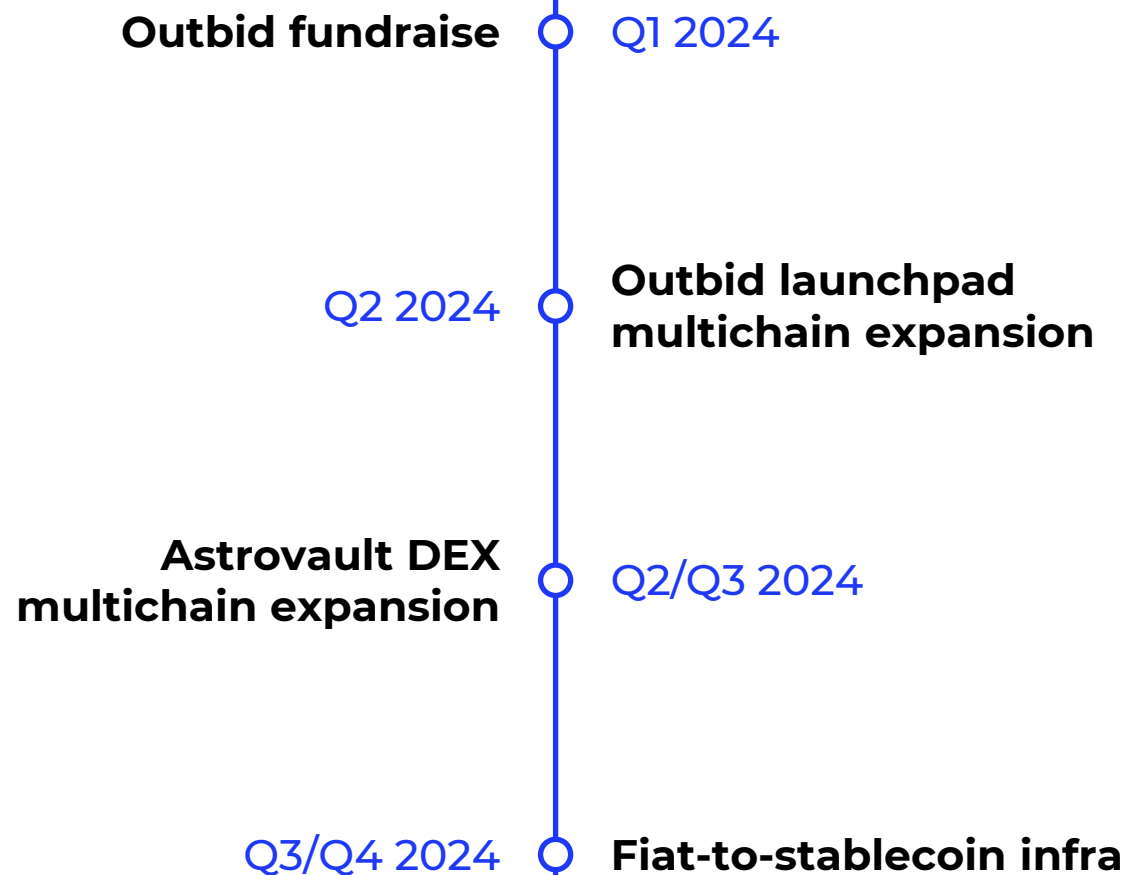 Outbid fundraise
Q1 2024
Q2 2024
Outbid launchpad
multichain expansion
Astrovault DEX
multichain expansion
Q2/Q3 2024
Q3/Q4 2024
Fiat-to-stablecoin infra